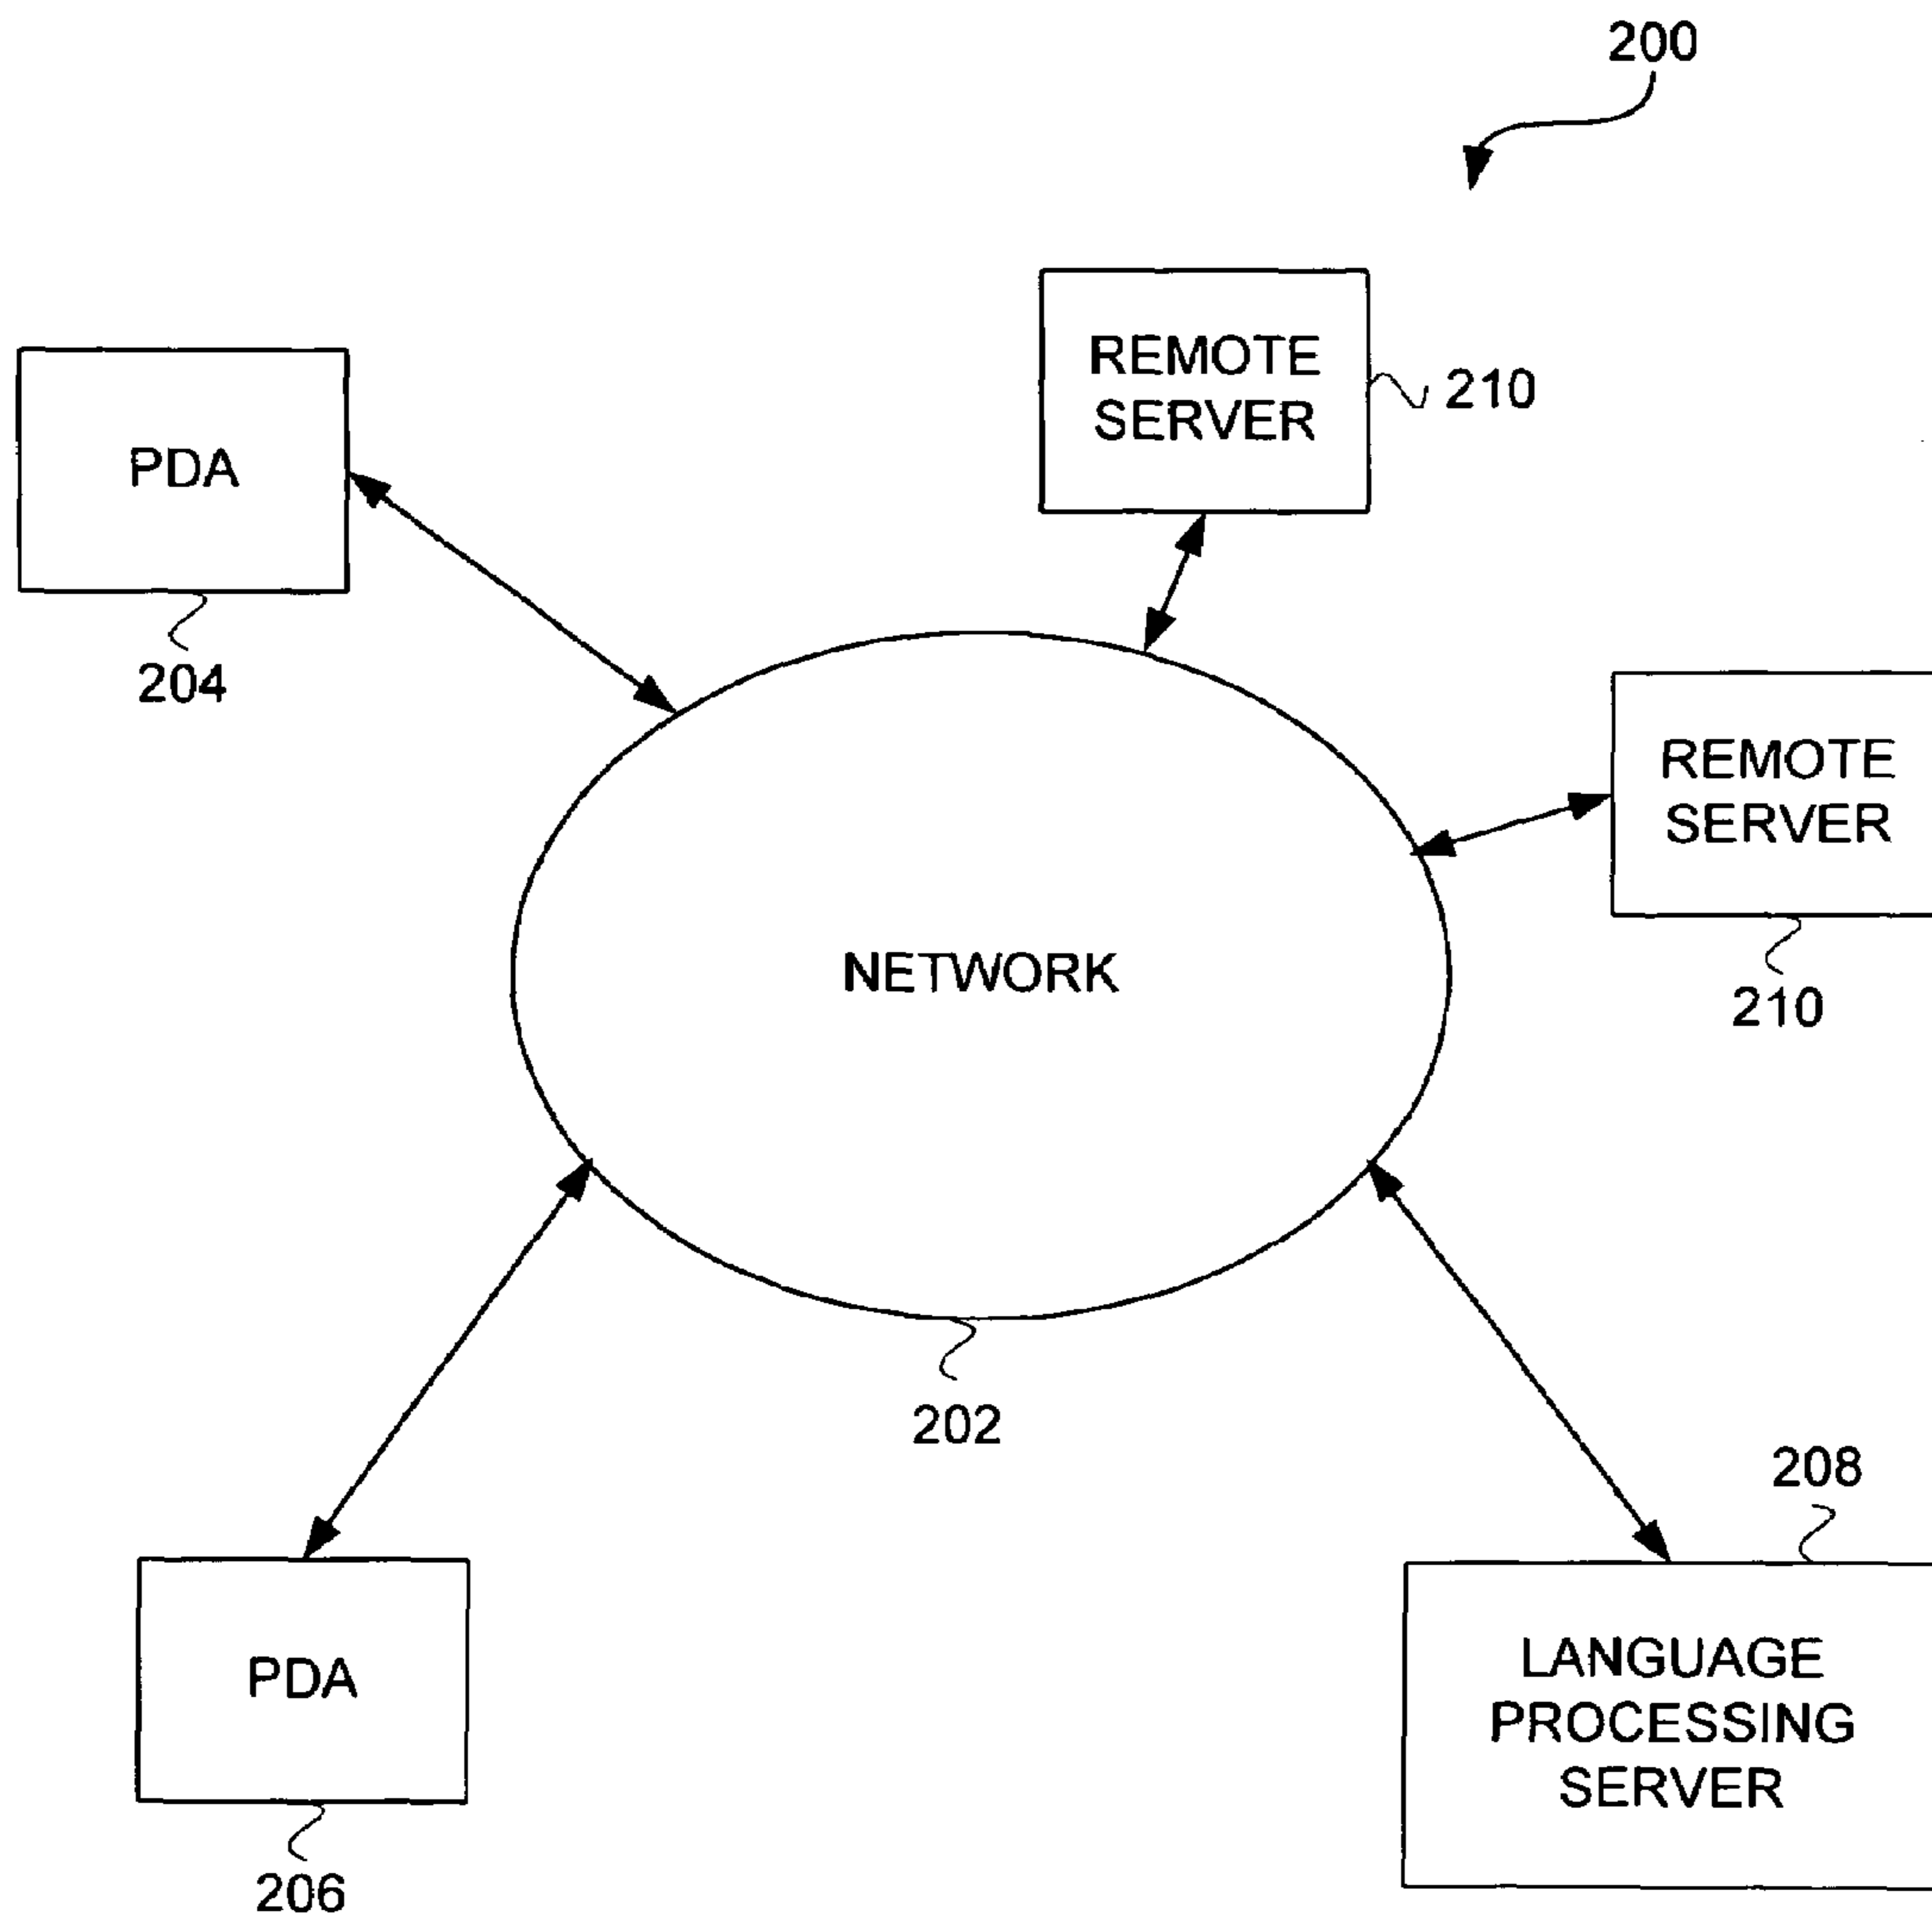 200
REMOTE
SERVER
210
PDA
204
REMOTE
SERVER
210
NETWORK
202
208
PDA
206
LANGUAGE
PROCESSING
SERVER